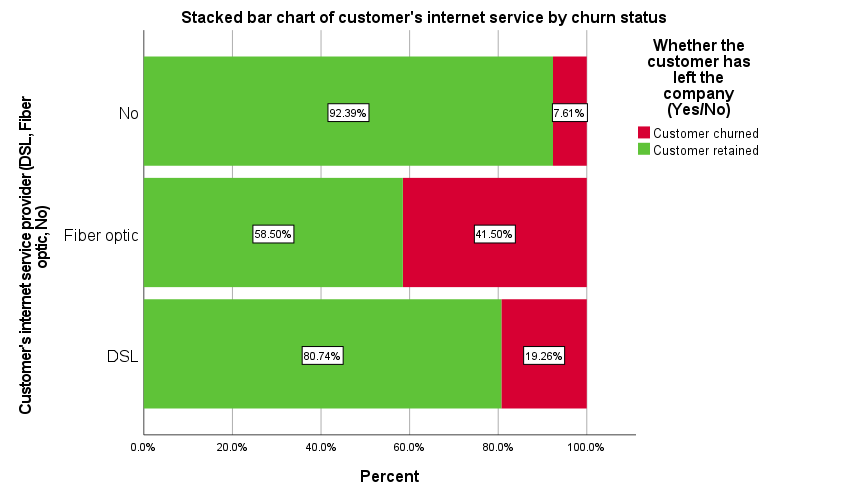 Stacked bar chart of customer's internet service by churn status
Whether the
customer has
left the
company
(Yes/No)
Customer churned
Customer retained
Customer's internet service provider (DSL, Fiber
optic, No)
No
92.39%
7.61%
Fiber optic
58.50%
41.50%
DSL
80.74%
19.26%
0.0%
20.0%
40.0%
60.0%
80.0%
100.0%
Percent